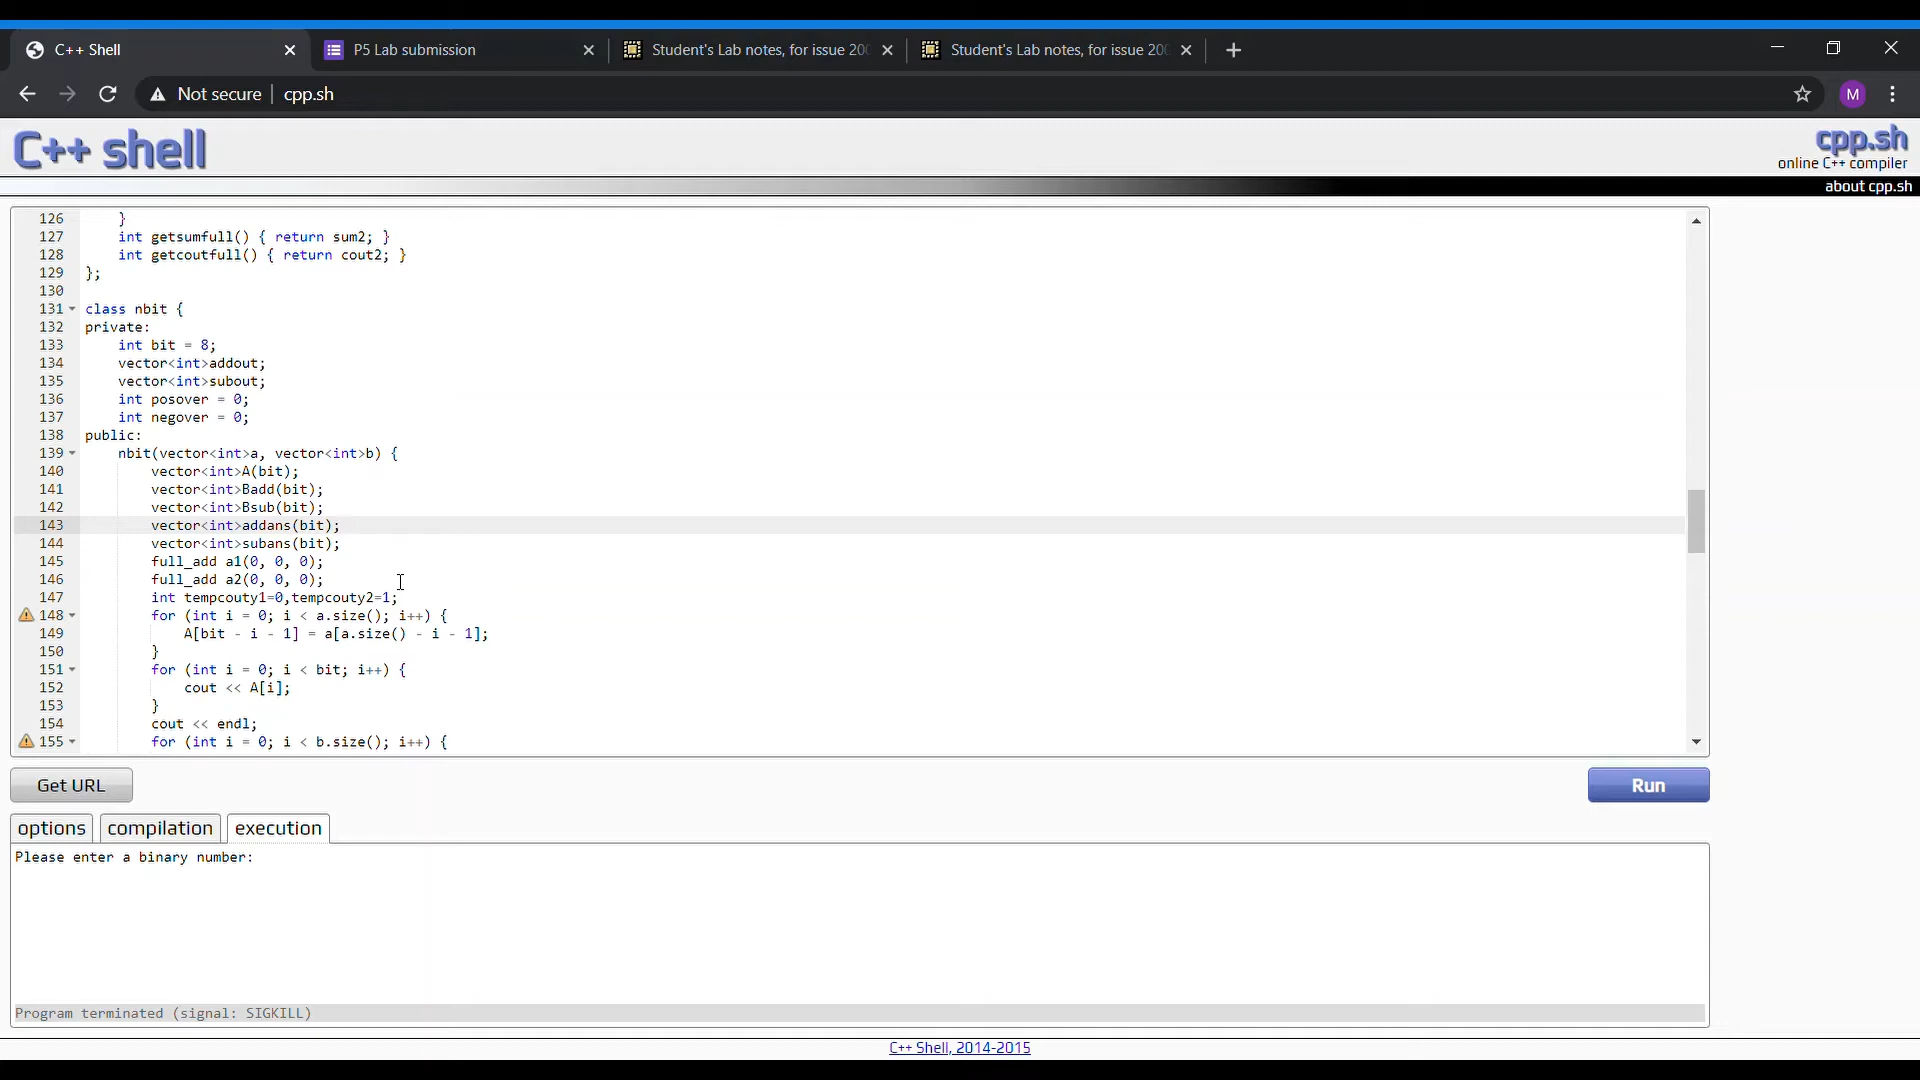 C++ Shell
P5 Lab submission
Student's Lab notes, for issue 200
Student's Lab notes, for issue 200
Not secure
cpp.sh
M
C++ shell
cpp.sh
online C++ compiler
about cpp.sh
126 }
127 int getsumfull() { return sum2; }
128 int getcoutfull() { return cout2; }
129 };
130
131 class nbit {
132 private:
133 int bit = 8;
134 vector<int>addout;
135 vector<int>subout;
136 int posover = 0;
137 int negover = 0;
138 public:
139 nbit(vector<int>a, vector<int>b) {
140 vector<int>A(bit);
141 vector<int>Badd(bit);
142 vector<int>Bsub(bit);
143 vector<int>addans(bit);
144 vector<int>subans(bit);
145 full_add a1(0, 0, 0);
146 full_add a2(0, 0, 0);
147 int tempcouty1=0,tempcouty2=1;
148 for (int i = 0; i < a.size(); i++) {
149 A[bit - i - 1] = a[a.size() - i - 1];
150 }
151 for (int i = 0; i < bit; i++) {
152 cout << A[i];
153 }
154 cout << endl;
155 for (int i = 0; i < b.size(); i++) {
Get URL
Run
options
compilation
execution
Please enter a binary number:
Program terminated (signal: SIGKILL)
C++ Shell, 2014-2015